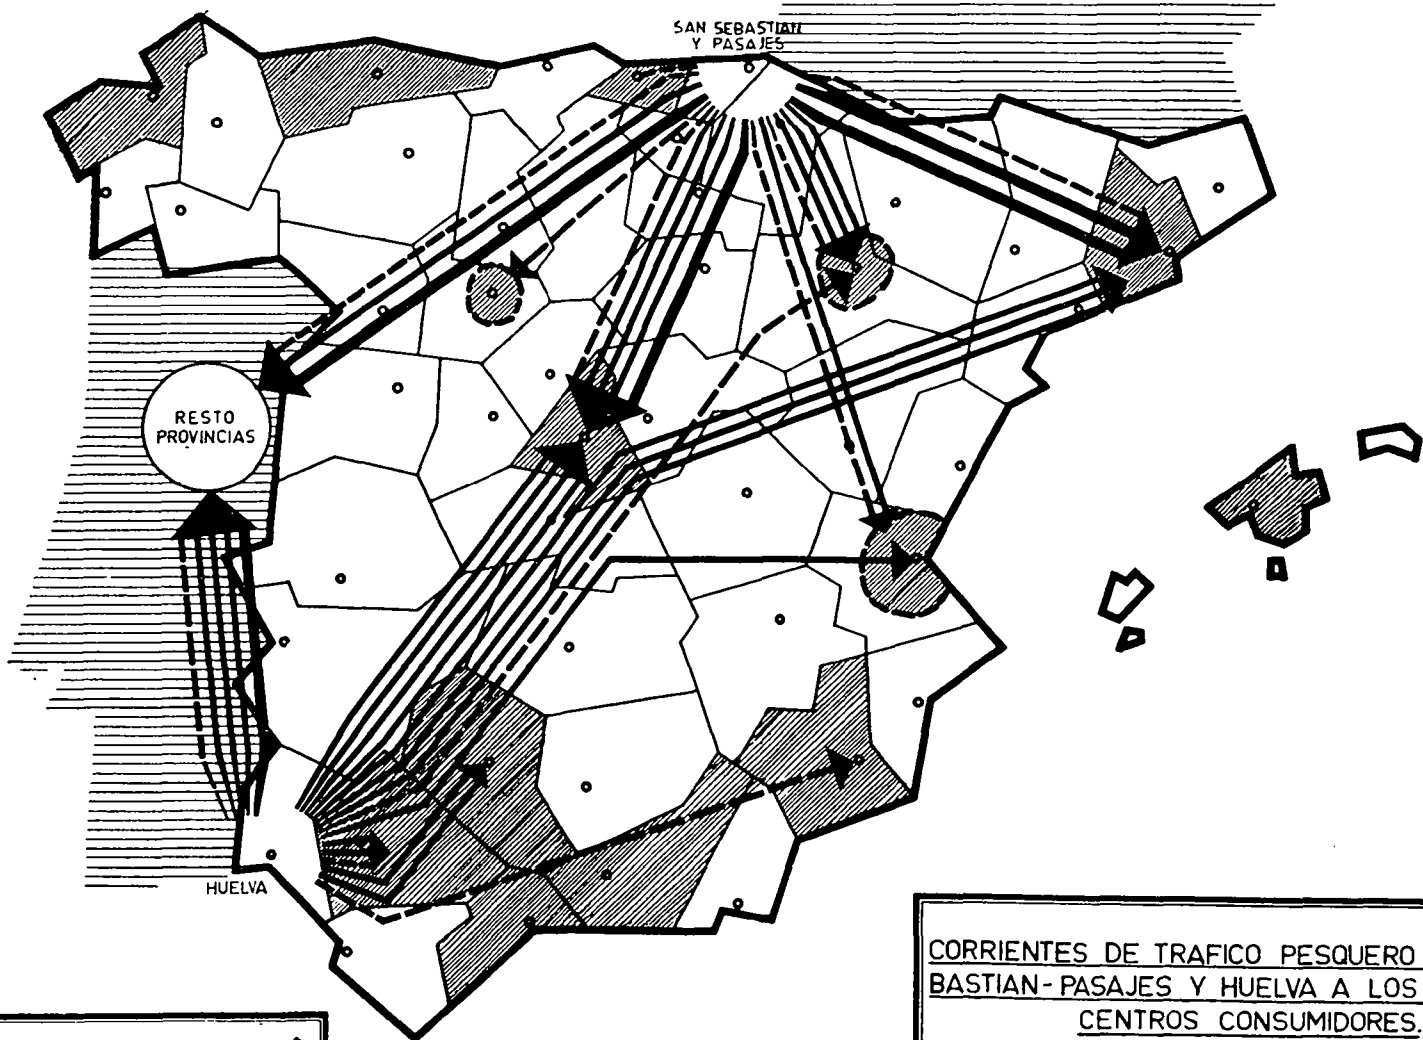 SAN SEBASTIAN
Y PASAJES
RESTO
PROVINCIAS
HUELVA
CORRIENTES DE TRAFICO PESQUERO
BASTIAN-PASAJES Y HUELVA A LOS
CENTROS CONSUMIDORES.